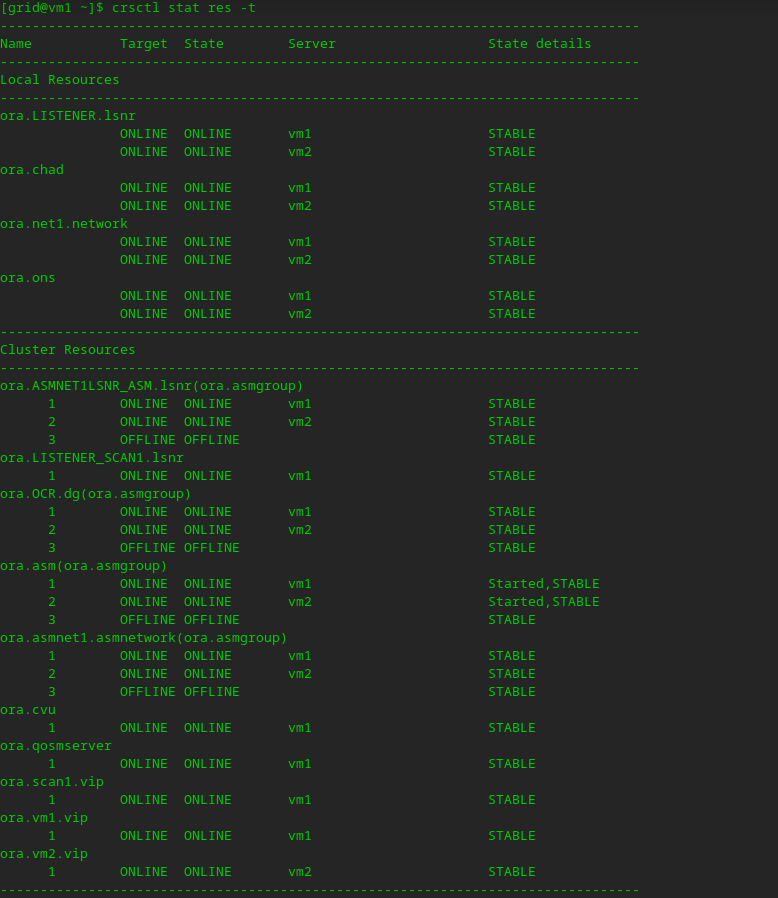 [grid@vm1 ~]$ crsctl stat res -t
--------------------------------------------------------------------------------
Name           Target  State        Server                   State details
--------------------------------------------------------------------------------
Local Resources
--------------------------------------------------------------------------------
ora.LISTENER.lsnr
               ONLINE  ONLINE       vm1                      STABLE
               ONLINE  ONLINE       vm2                      STABLE
ora.chad
               ONLINE  ONLINE       vm1                      STABLE
               ONLINE  ONLINE       vm2                      STABLE
ora.net1.network
               ONLINE  ONLINE       vm1                      STABLE
               ONLINE  ONLINE       vm2                      STABLE
ora.ons
               ONLINE  ONLINE       vm1                      STABLE
               ONLINE  ONLINE       vm2                      STABLE
--------------------------------------------------------------------------------
Cluster Resources
--------------------------------------------------------------------------------
ora.ASMNET1LSNR_ASM.lsnr(ora.asmgroup)
      1        ONLINE  ONLINE       vm1                      STABLE
      2        ONLINE  ONLINE       vm2                      STABLE
      3        OFFLINE OFFLINE                               STABLE
ora.LISTENER_SCAN1.lsnr
      1        ONLINE  ONLINE       vm1                      STABLE
ora.OCR.dg(ora.asmgroup)
      1        ONLINE  ONLINE       vm1                      STABLE
      2        ONLINE  ONLINE       vm2                      STABLE
      3        OFFLINE OFFLINE                               STABLE
ora.asm(ora.asmgroup)
      1        ONLINE  ONLINE       vm1                      Started,STABLE
      2        ONLINE  ONLINE       vm2                      Started,STABLE
      3        OFFLINE OFFLINE                               STABLE
ora.asmnet1.asmnetwork(ora.asmgroup)
      1        ONLINE  ONLINE       vm1                      STABLE
      2        ONLINE  ONLINE       vm2                      STABLE
      3        OFFLINE OFFLINE                               STABLE
ora.cvu
      1        ONLINE  ONLINE       vm1                      STABLE
ora.qosmserver
      1        ONLINE  ONLINE       vm1                      STABLE
ora.scan1.vip
      1        ONLINE  ONLINE       vm1                      STABLE
ora.vm1.vip
      1        ONLINE  ONLINE       vm1                      STABLE
ora.vm2.vip
      1        ONLINE  ONLINE       vm2                      STABLE
--------------------------------------------------------------------------------